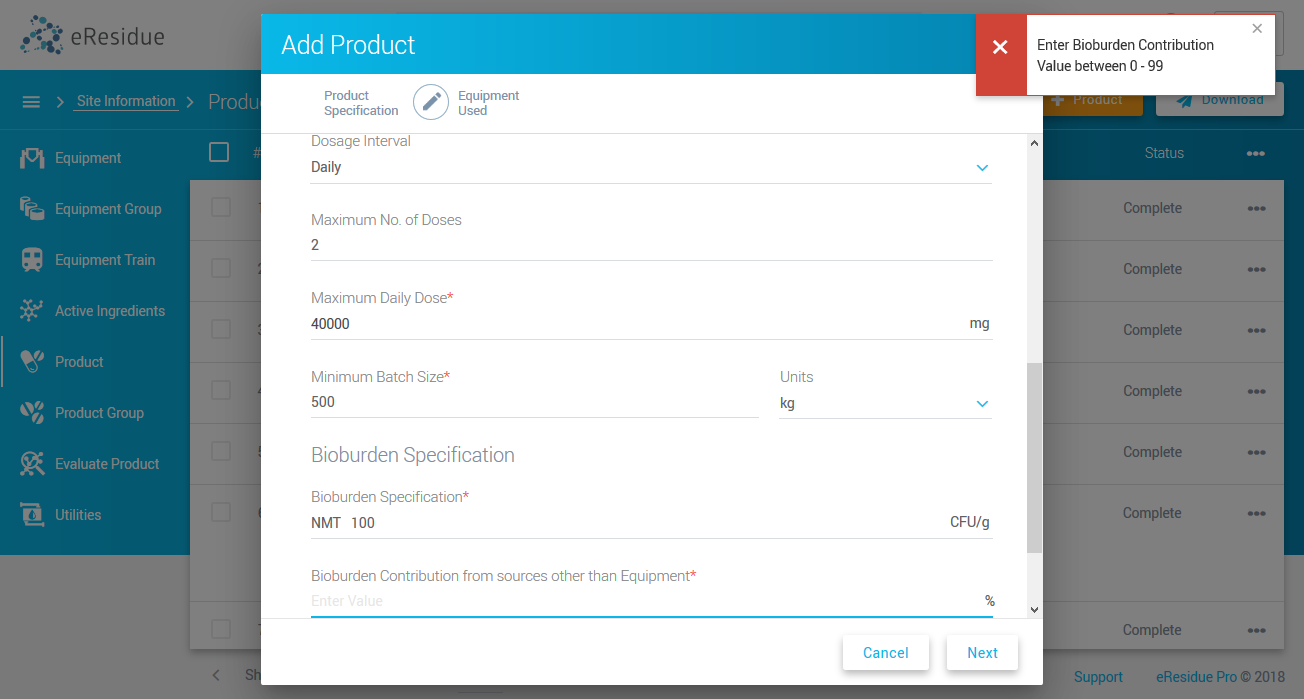 eResidue
Add Product
Enter Bioburden Contribution
Value between 0 - 99
Site Information
Product
Specification
Equipment
Used
Product
Download
Equipment
Equipment Group
Equipment Train
Active Ingredients
Product
Product Group
Evaluate Product
Utilities
#
Status
Complete
Complete
Complete
Complete
Complete
Complete
Complete
Dosage Interval
Daily
Maximum No. of Doses
2
Maximum Daily Dose*
40000 mg
Minimum Batch Size* Units
500 kg
Bioburden Specification
Bioburden Specification*
NMT 100 CFU/g
Bioburden Contribution from sources other than Equipment*
Enter Value %
Cancel Next
Support eResidue Pro © 2018